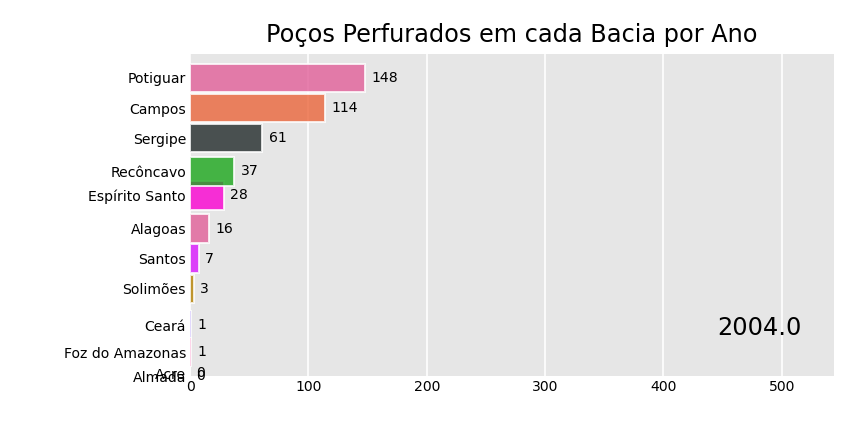 Poços Perfurados em cada Bacia por Ano
Potiguar 148
Campos 114
Sergipe 61
Recôncavo 37
Espírito Santo 28
Alagoas 16
Santos 7
Solimões 3
Ceará 1
2004.0
Foz do Amazonas 1
Acre 0
Almada 0
0 100 200 300 400 500